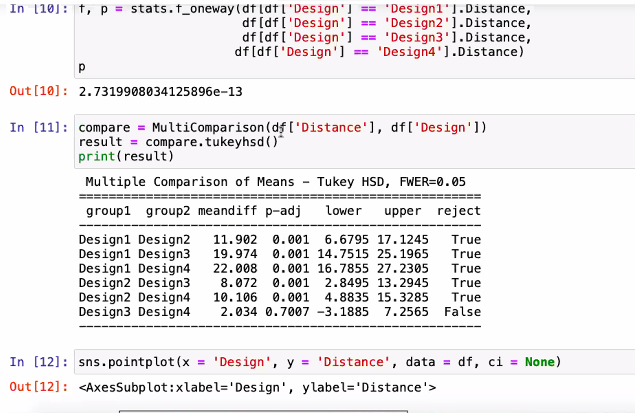 In [10]: f, p = stats.f_oneway(df[df['Design'] == 'Design1'].Distance,
df[df['Design'] == 'Design2'].Distance,
df[df['Design'] == 'Design3'].Distance,
df[df['Design'] == 'Design4'].Distance)
p
Out[10]: 2.7319908034125896e-13
In [11]: compare = MultiComparison(df['Distance'], df['Design'])
result = compare.tukeyhsd()
print(result)
Multiple Comparison of Means - Tukey HSD, FWER=0.05
=====================================================
group1 group2 meandiff p-adj lower upper reject
-----------------------------------------------------
Design1 Design2 11.902 0.001 6.6795 17.1245 True
Design1 Design3 19.974 0.001 14.7515 25.1965 True
Design1 Design4 22.008 0.001 16.7855 27.2305 True
Design2 Design3 8.072 0.001 2.8495 13.2945 True
Design2 Design4 10.106 0.001 4.8835 15.3285 True
Design3 Design4 2.034 0.7007 -3.1885 7.2565 False
-----------------------------------------------------
In [12]: sns.pointplot(x = 'Design', y = 'Distance', data = df, ci = None)
Out[12]: <AxesSubplot:xlabel='Design', ylabel='Distance'>